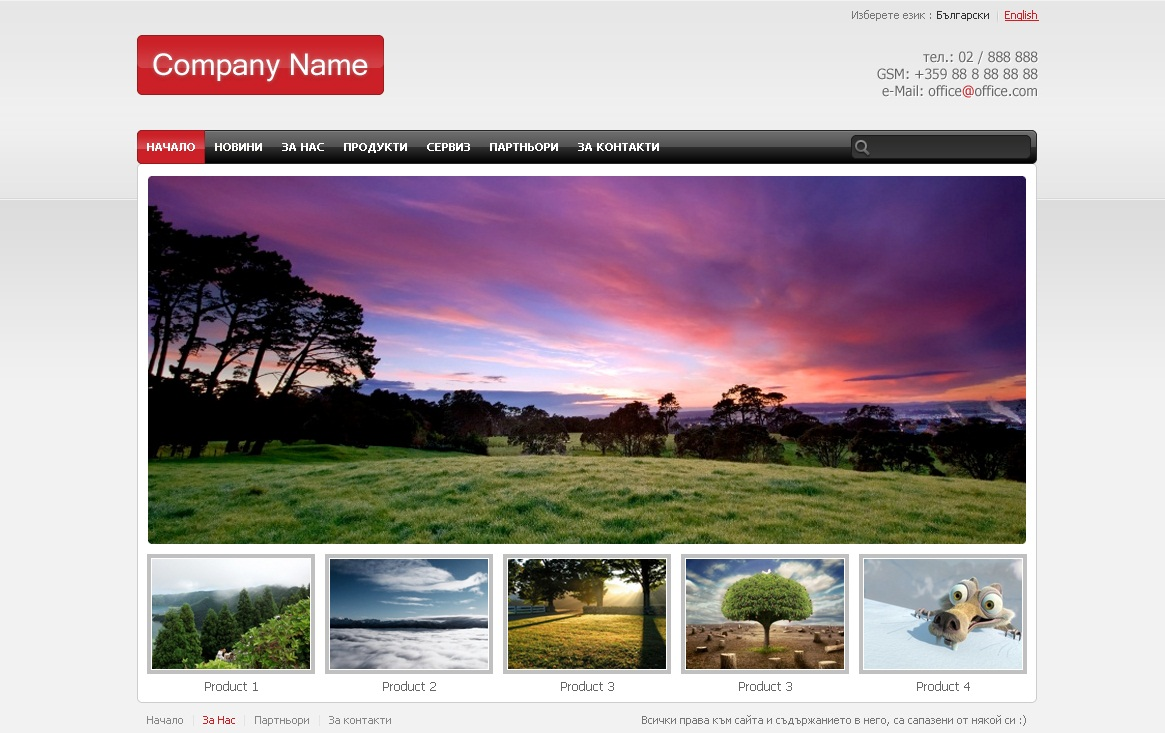 Изберете език : Български | English
Company Name
тел.: 02 / 888 888
GSM: +359 88 8 88 88 88
e-Mail: office@office.com
НАЧАЛО НОВИНИ ЗА НАС ПРОДУКТИ СЕРВИЗ ПАРТНЬОРИ ЗА КОНТАКТИ
Product 1 Product 2 Product 3 Product 3 Product 4
Начало | За Нас | Партньори | За контакти Всички права към сайта и съдържанието в него, са сапазени от някой си :)